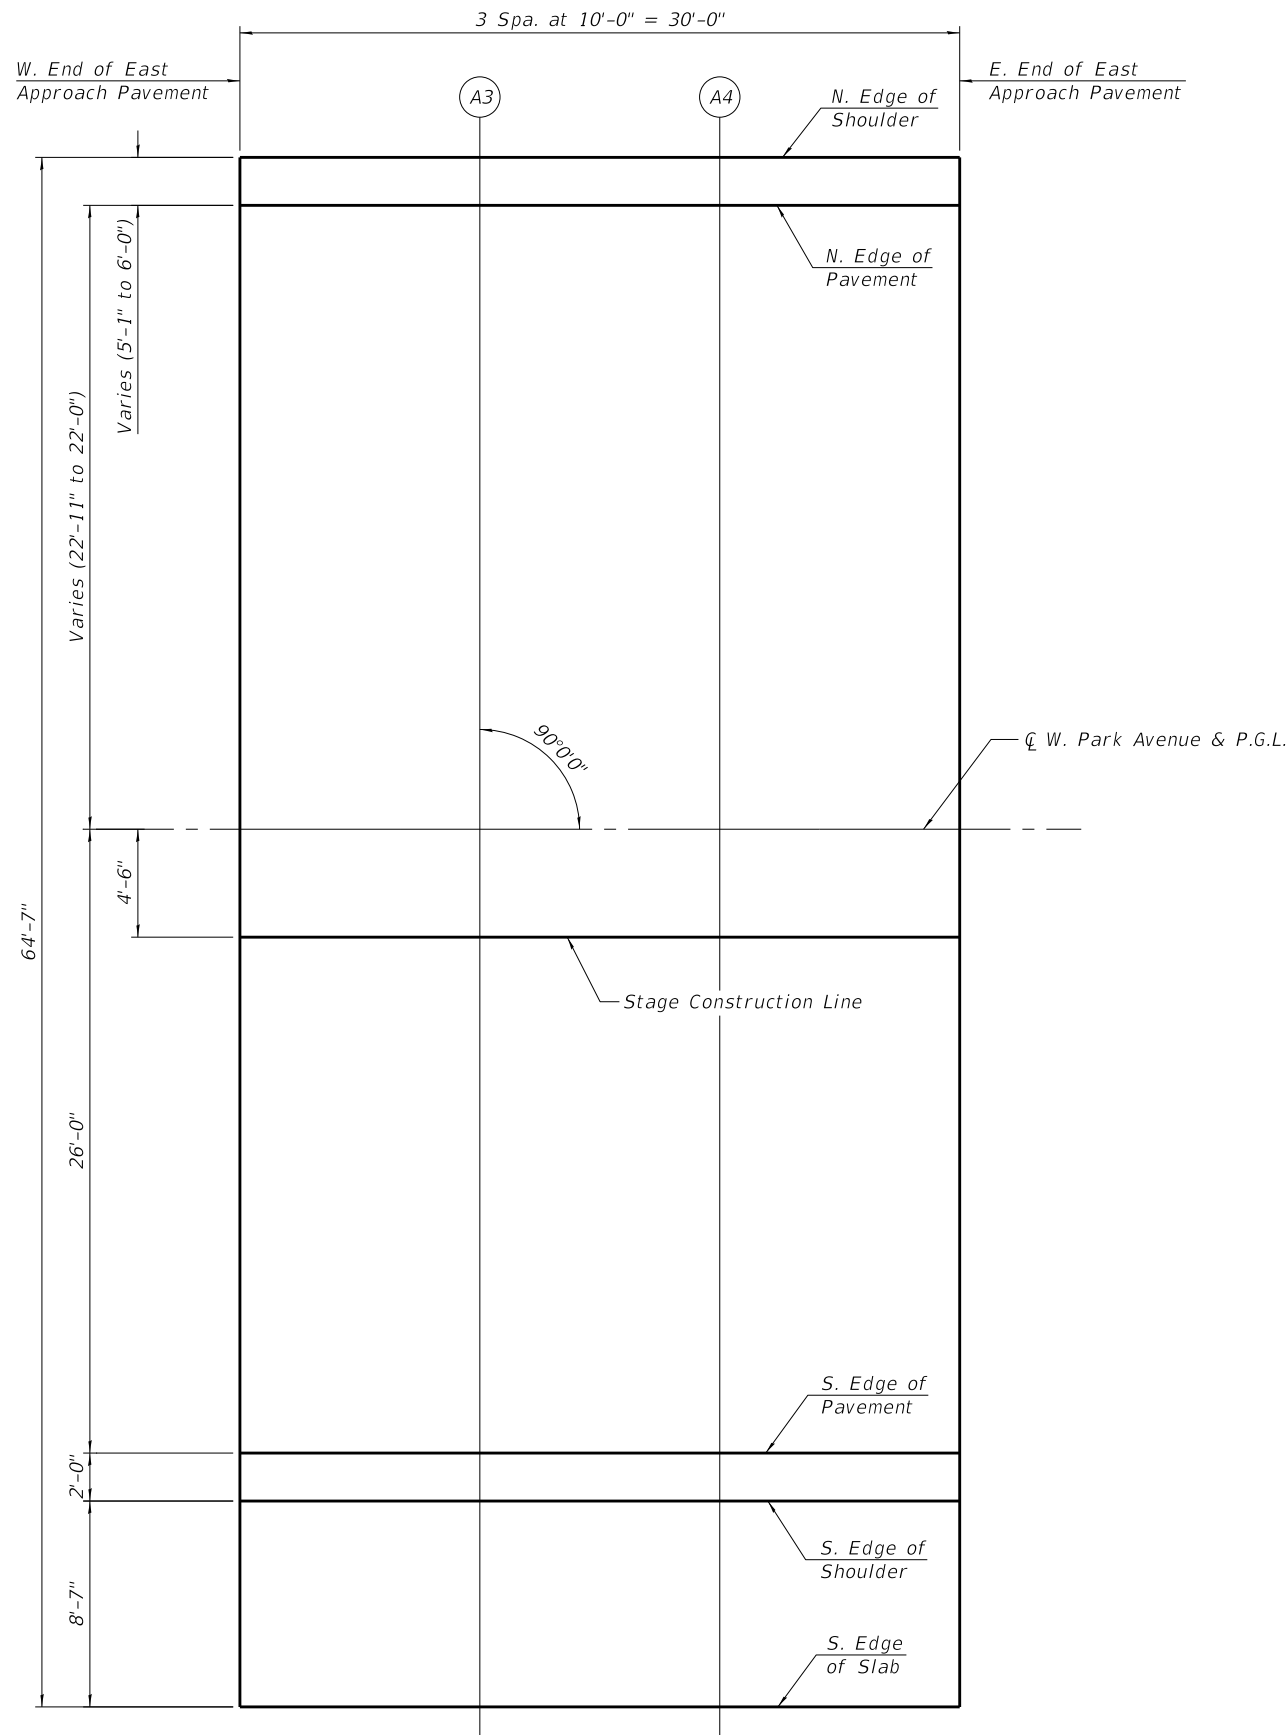 3 Spa. at 10'-0" = 30'-0"
W. End of East
Approach Pavement
E. End of East
Approach Pavement
A3
A4
N. Edge of
Shoulder
N. Edge of
Pavement
Varies (5'-1" to 6'-0")
Varies (22'-11" to 22'-0")
90°0'0"
℄ W. Park Avenue & P.G.L.
4'-6"
64'-7"
Stage Construction Line
26'-0"
S. Edge of
Pavement
2'-0"
S. Edge of
Shoulder
8'-7"
S. Edge
of Slab